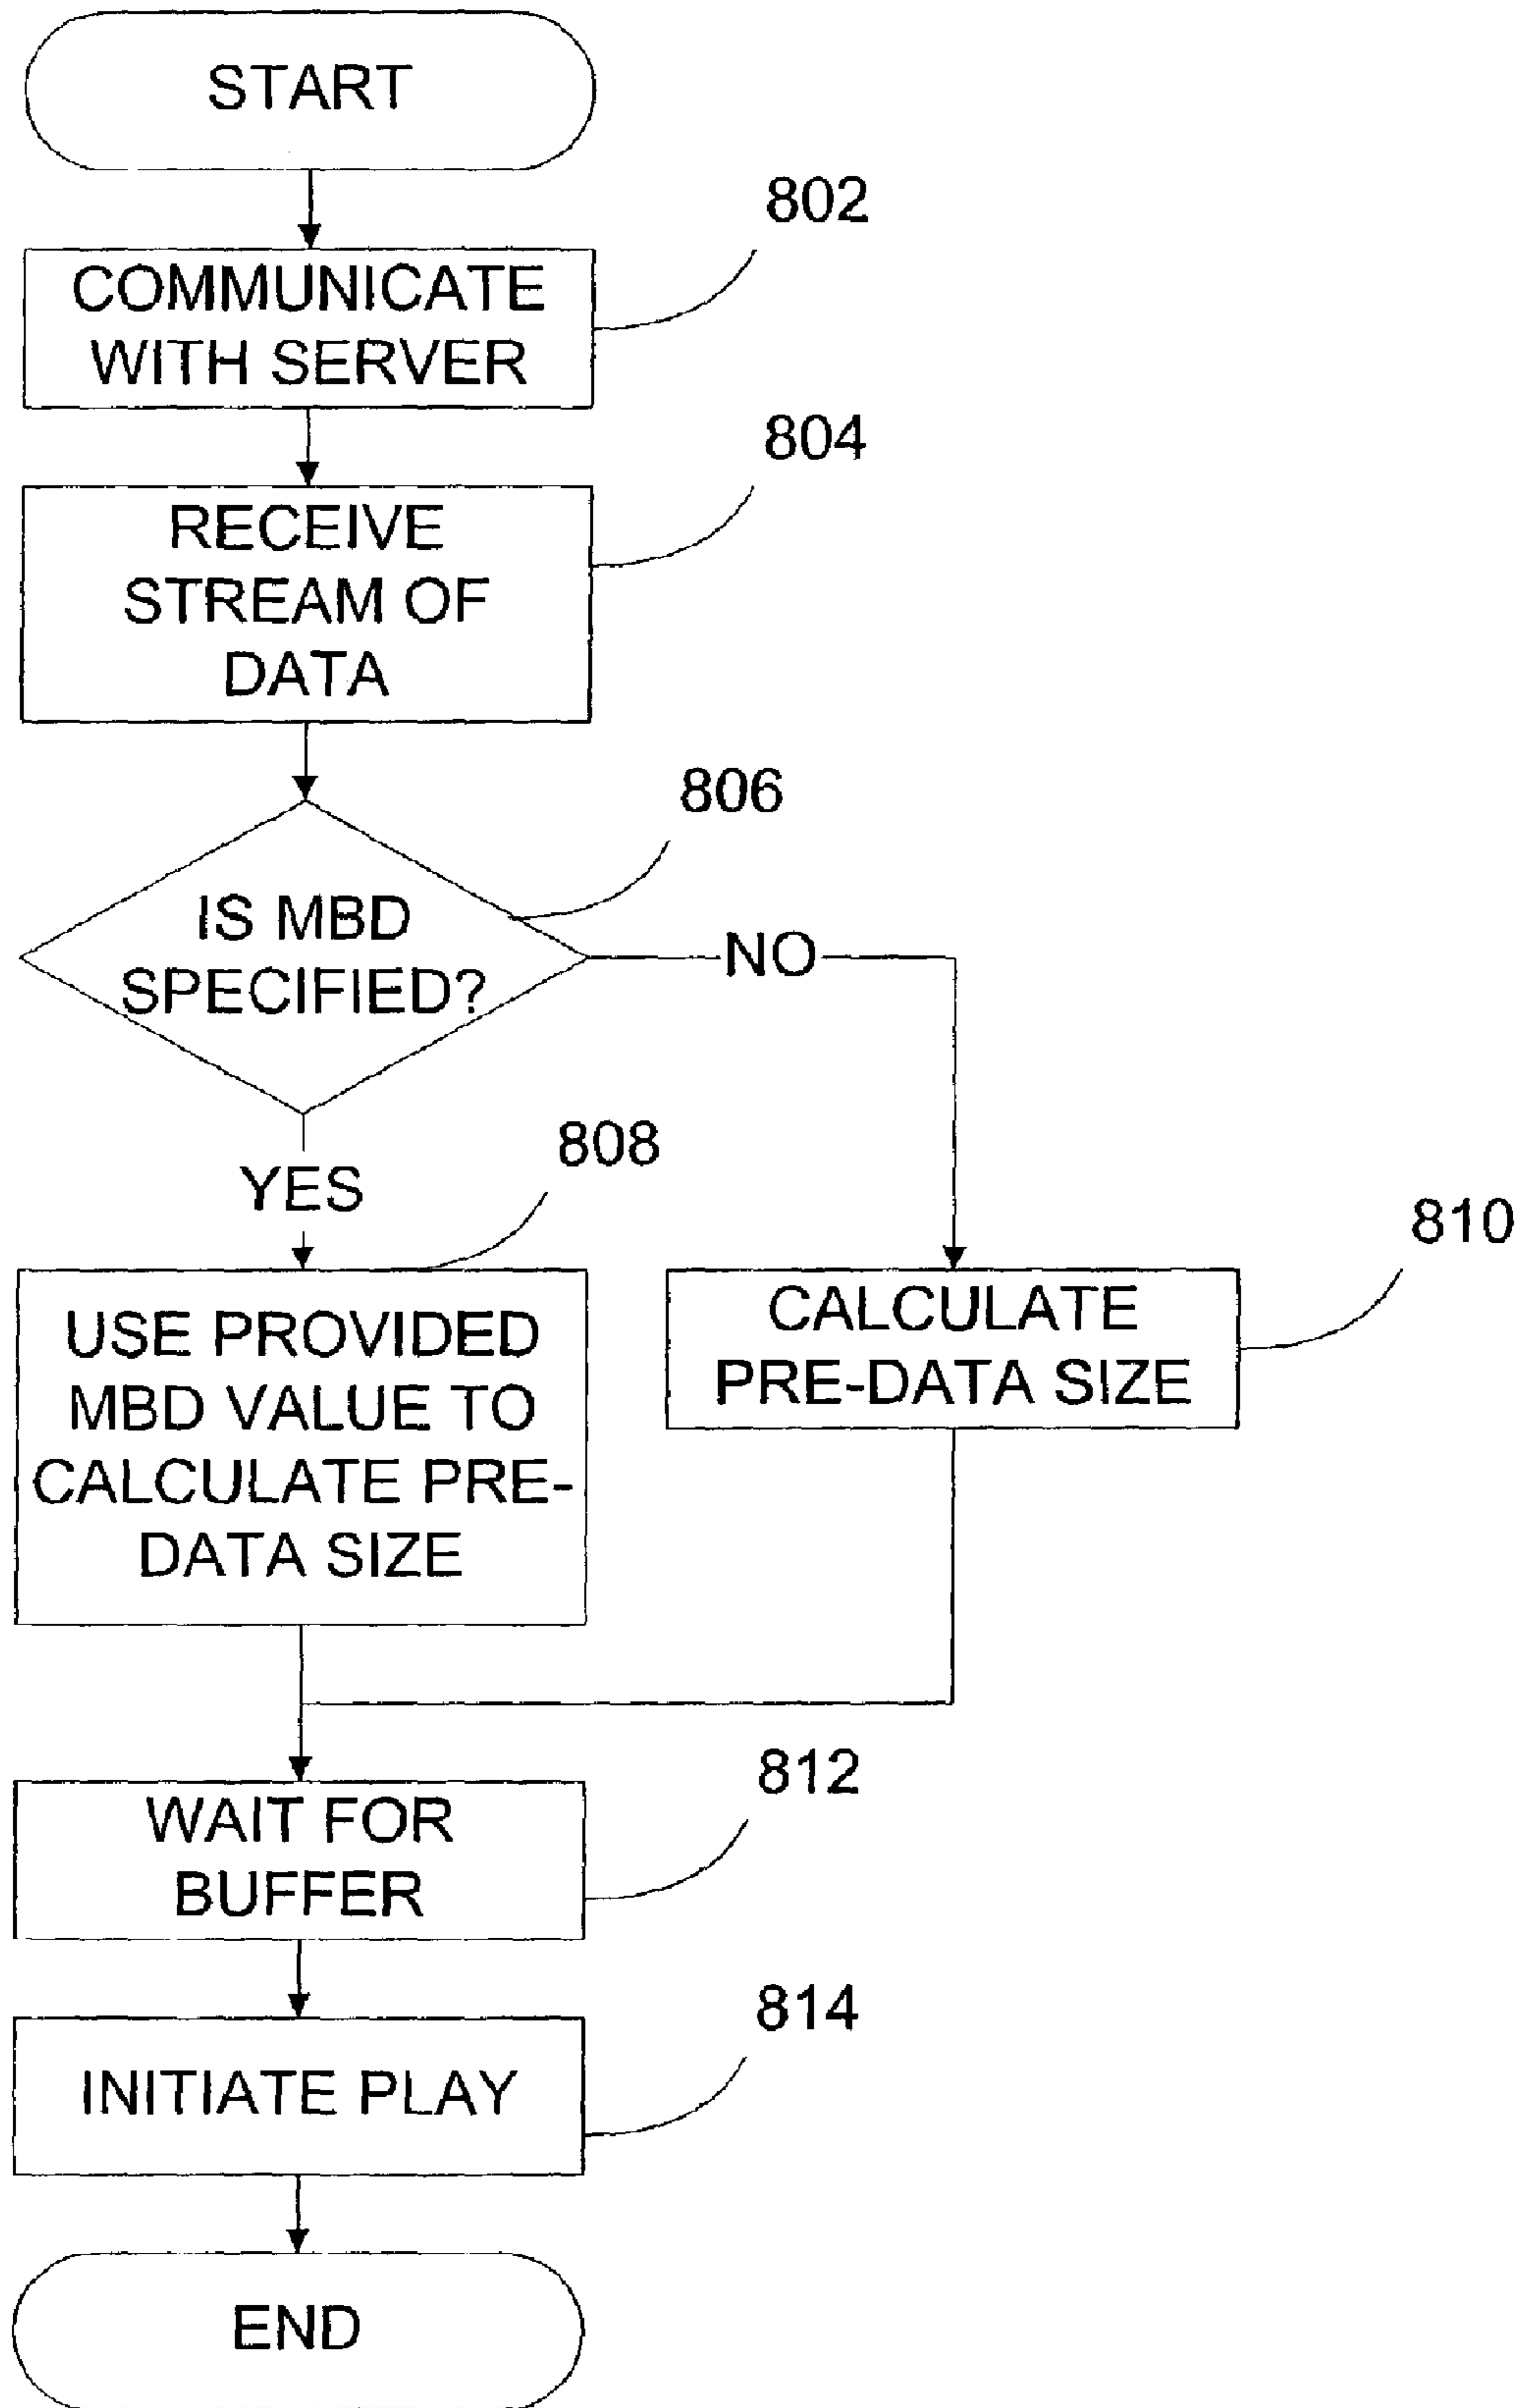 START
802
COMMUNICATE
WITH SERVER
804
RECEIVE
STREAM OF
DATA
806
IS MBD
SPECIFIED?
NO
YES
808
810
USE PROVIDED
MBD VALUE TO
CALCULATE PRE-
DATA SIZE
CALCULATE
PRE-DATA SIZE
812
WAIT FOR
BUFFER
814
INITIATE PLAY
END